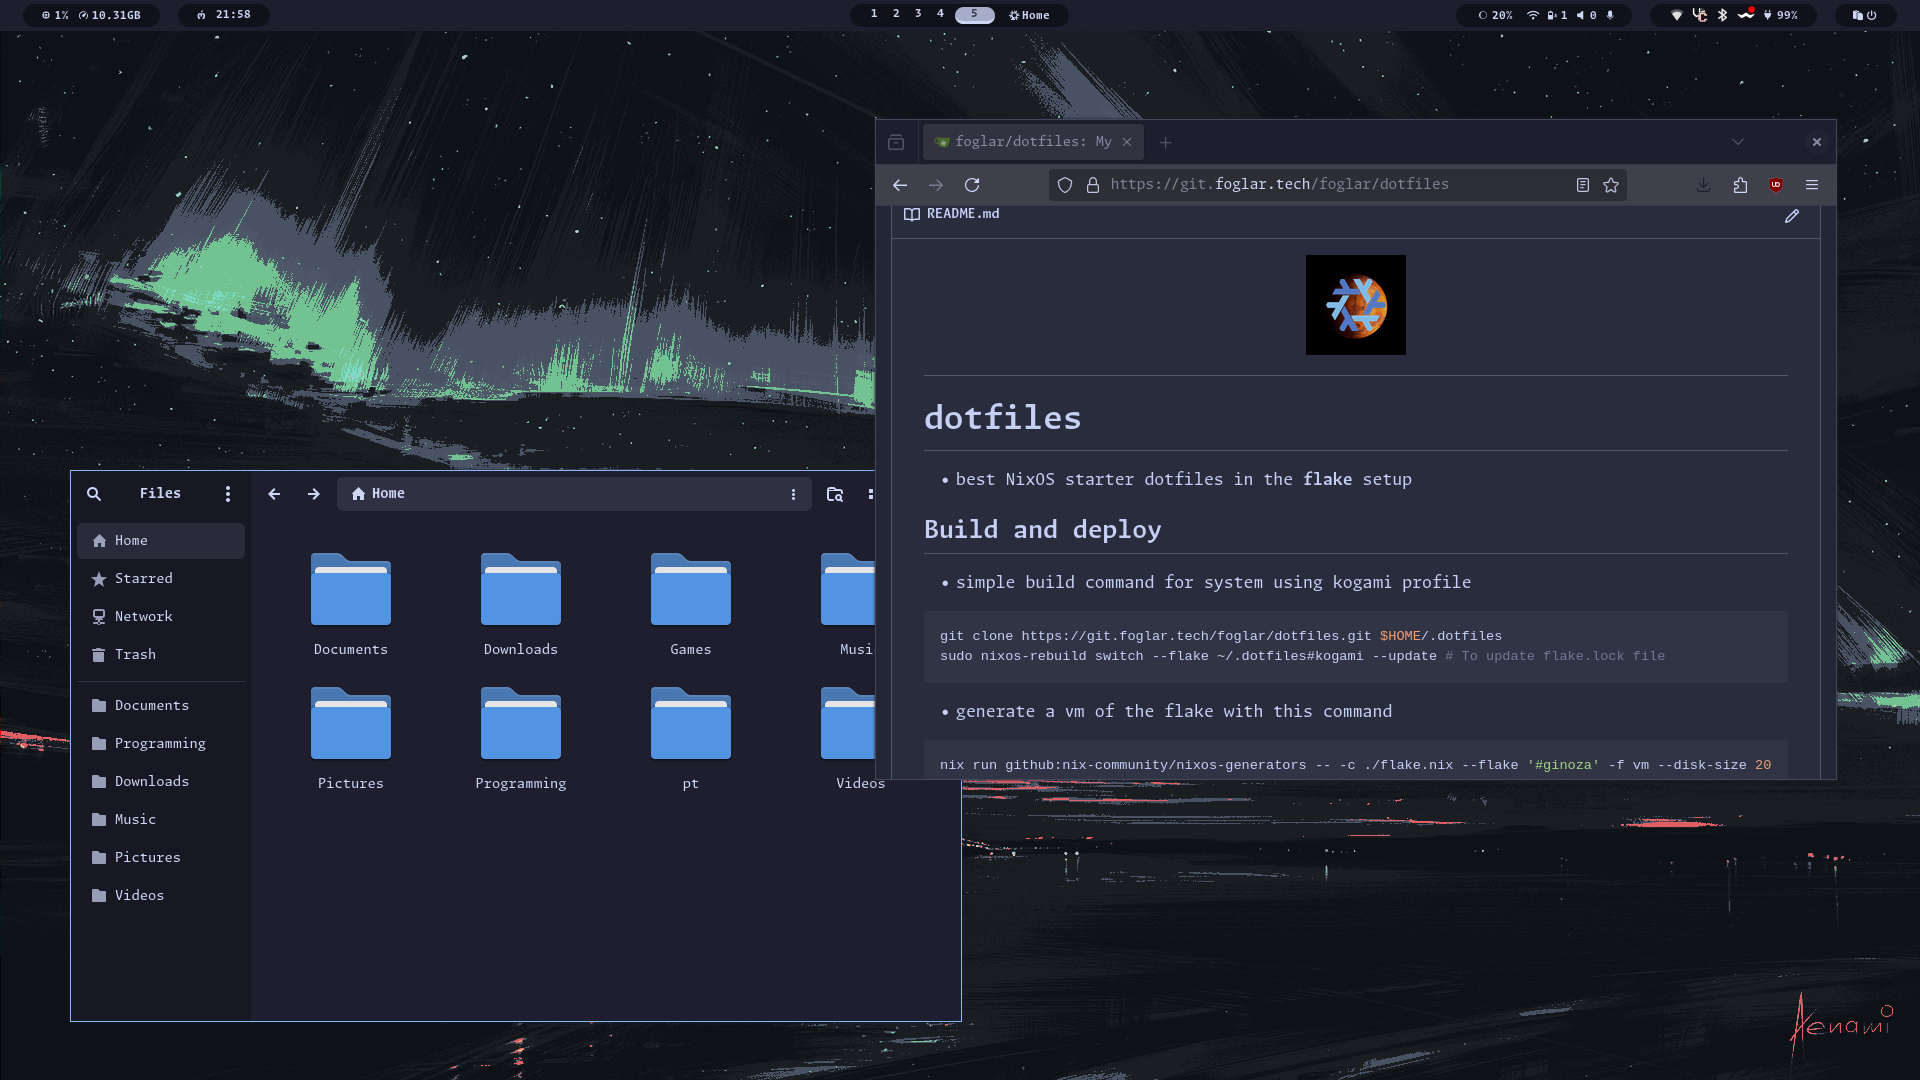 1% 10.31GB
21:58
1 2 3 4 5 Home
20% 1 0
99%
foglar/dotfiles: My
https://git.foglar.tech/foglar/dotfiles
README.md
dotfiles
best NixOS starter dotfiles in the flake setup
Build and deploy
simple build command for system using kogami profile
git clone https://git.foglar.tech/foglar/dotfiles.git $HOME/.dotfiles
sudo nixos-rebuild switch --flake ~/.dotfiles#kogami --update # To update flake.lock file
generate a vm of the flake with this command
nix run github:nix-community/nixos-generators -- -c ./flake.nix --flake '#ginoza' -f vm --disk-size 20
Files
Home
Home
Starred
Network
Trash
Documents
Programming
Downloads
Music
Pictures
Videos
Documents Downloads Games Musi
Pictures Programming pt Videos
Kenami